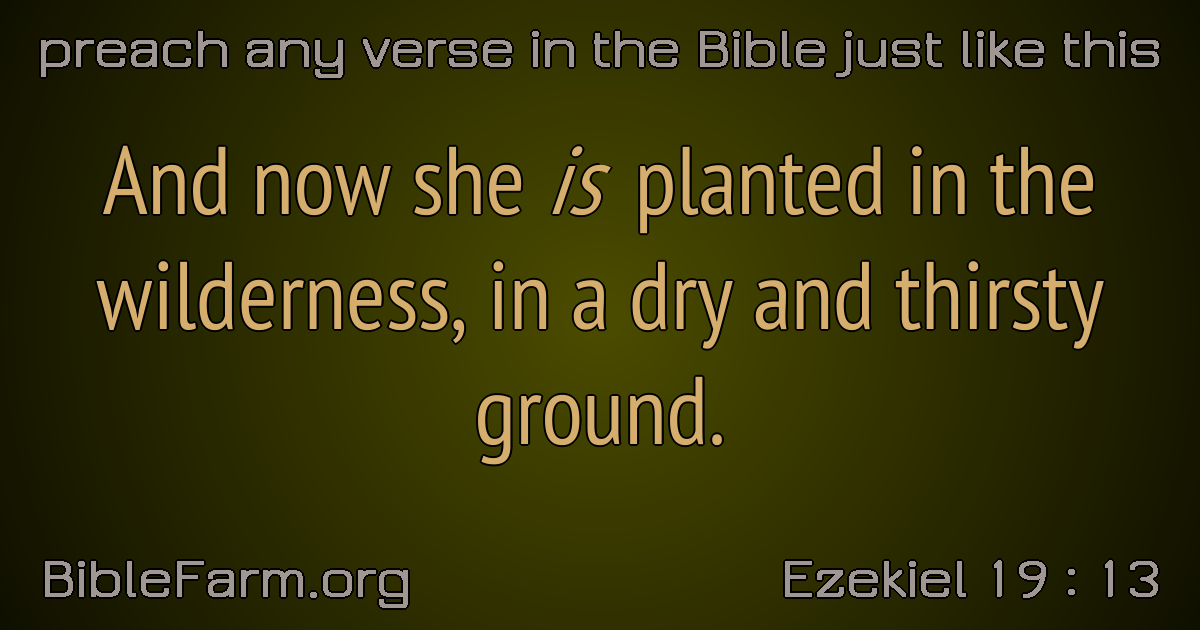 preach any verse in the Bible just like this
And now she is planted in the
wilderness, in a dry and thirsty
ground.
BibleFarm.org
Ezekiel 19 : 13